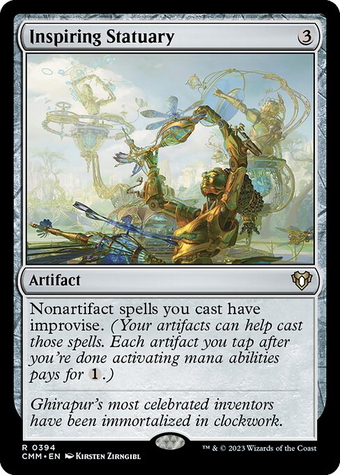 Inspiring Statuary 3
Artifact
Nonartifact spells you cast have
improvise. (Your artifacts can help cast
those spells. Each artifact you tap after
you're done activating mana abilities
pays for 1.)
Ghirapur's most celebrated inventors
have been immortalized in clockwork.
R 0394
CMM • EN Kirsten Zirngibl
™ & © 2023 Wizards of the Coast